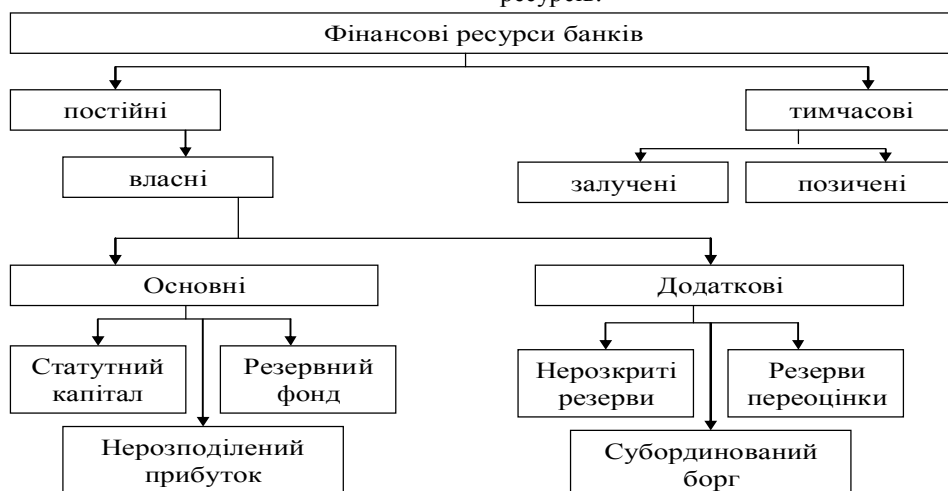 ресурсів.
Фінансові ресурси банків
постійні
тимчасові
власні
залучені
позичені
Основні
Додаткові
Статутний
капітал
Резервний
фонд
Нерозкриті
резерви
Резерви
переоцінки
Нерозподілений
прибуток
Субординований
борг